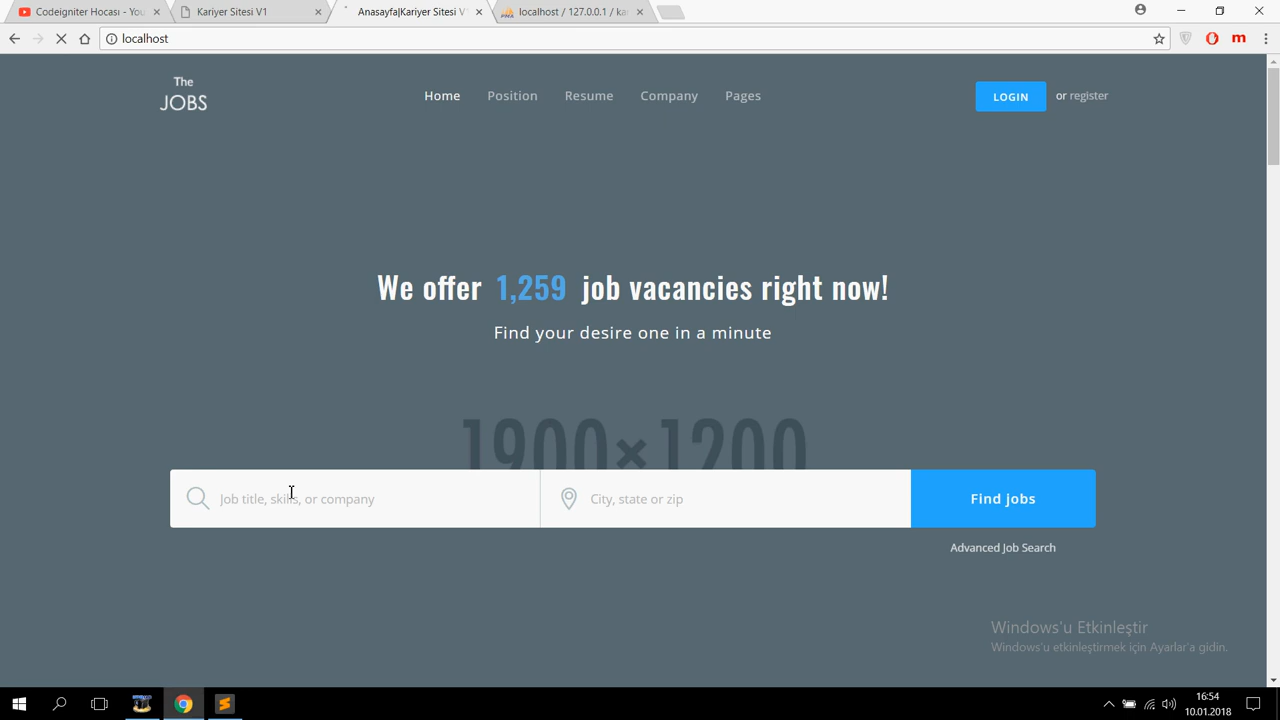 Codeigniter Hocası - You
Kariyer Sitesi V1
Anasayfa|Kariyer Sitesi V
localhost / 127.0.0.1 / ka
localhost
The
JOBS
Home
Position
Resume
Company
Pages
LOGIN
or register
We offer 1,259 job vacancies right now!
Find your desire one in a minute
1900×1200
Job title, skills, or company
City, state or zip
Find jobs
Advanced Job Search
Windows'u Etkinleştir
Windows'u etkinleştirmek için Ayarlar'a gidin.
16:54
10.01.2018